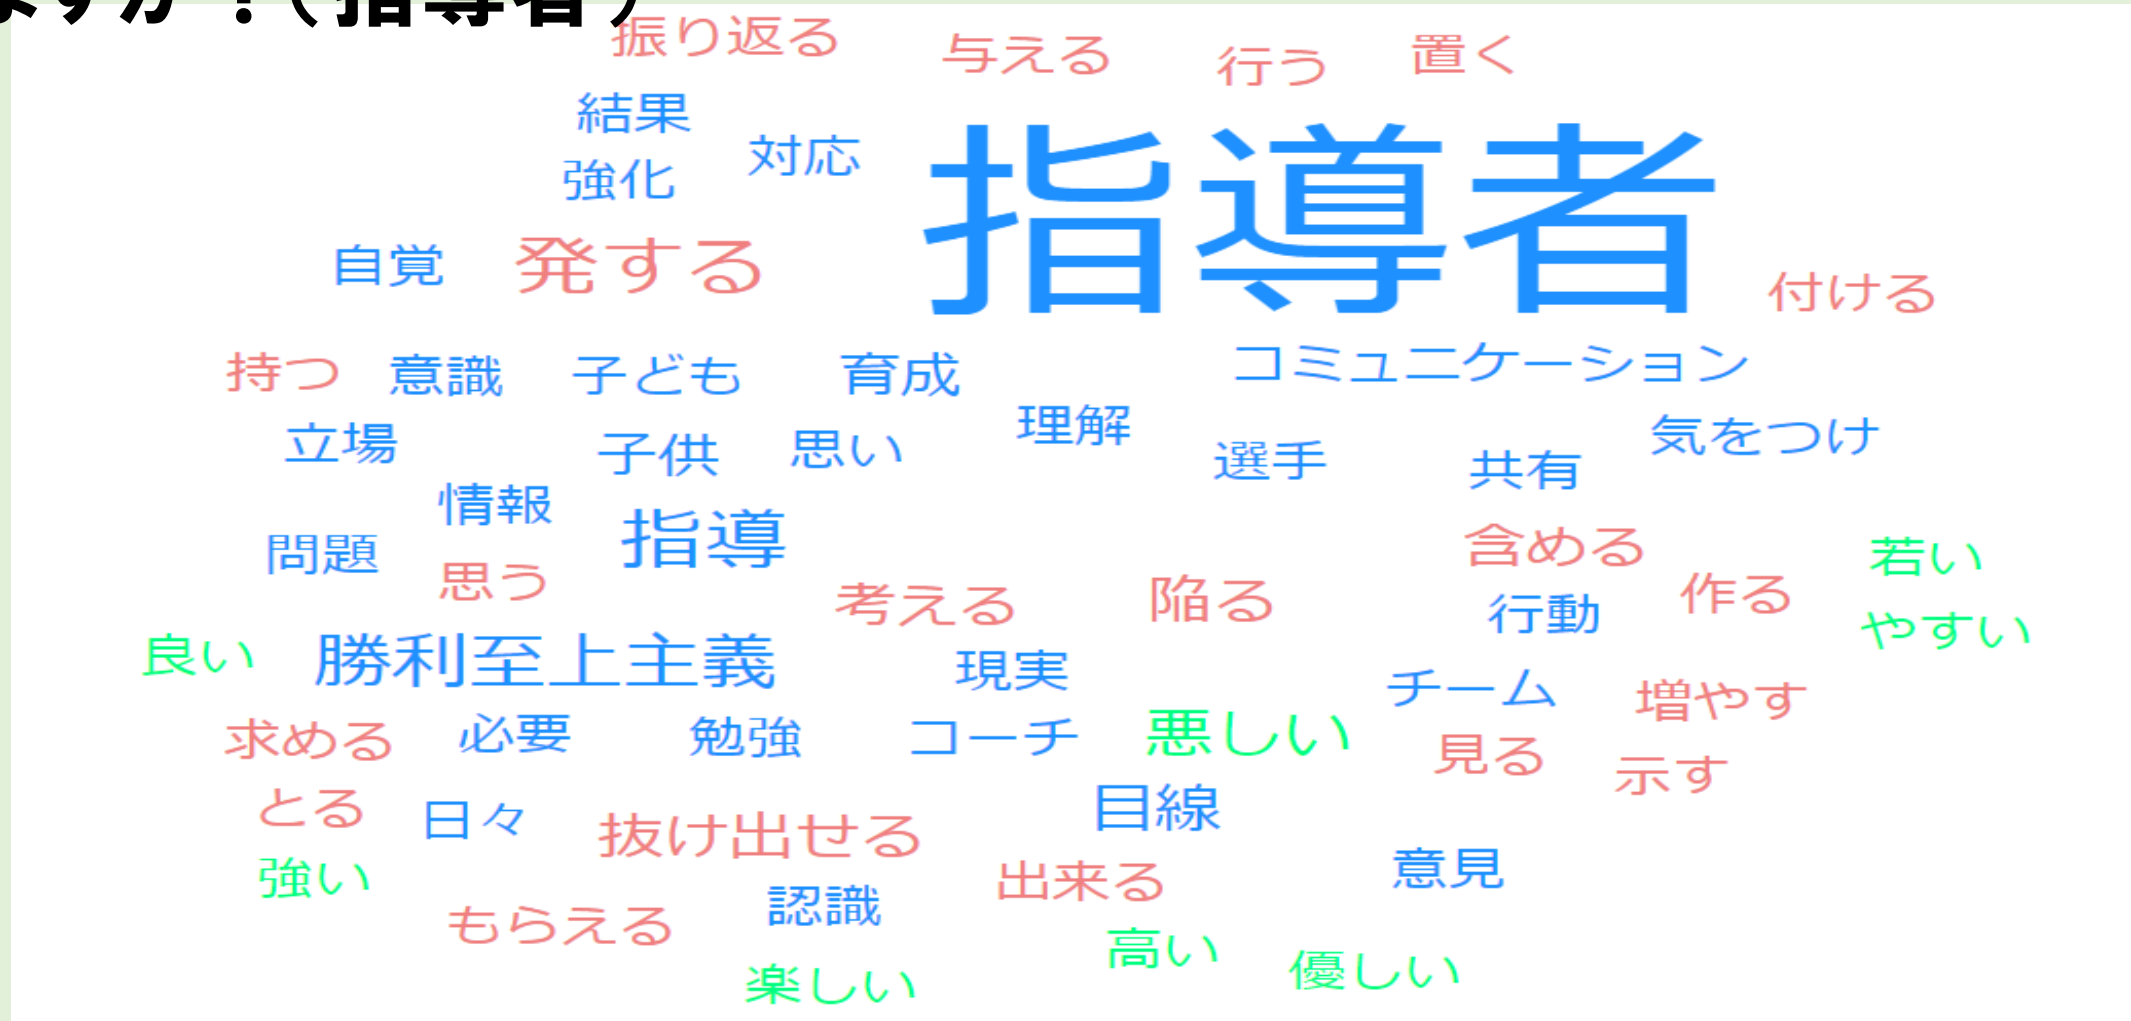 ますか？（指導者）
振り返る
与える
行う
置く
結果
対応
強化
指導者
自覚
発する
付ける
持つ
意識
子ども
育成
コミュニケーション
立場
子供
思い
理解
選手
共有
気をつけ
情報
指導
問題
思う
考える
陥る
含める
若い
行動
作る
やすい
良い
勝利至上主義
現実
チーム
増やす
求める
必要
勉強
コーチ
悪しい
見る
示す
とる
日々
抜け出せる
目線
強い
もらえる
認識
出来る
意見
楽しい
高い
優しい